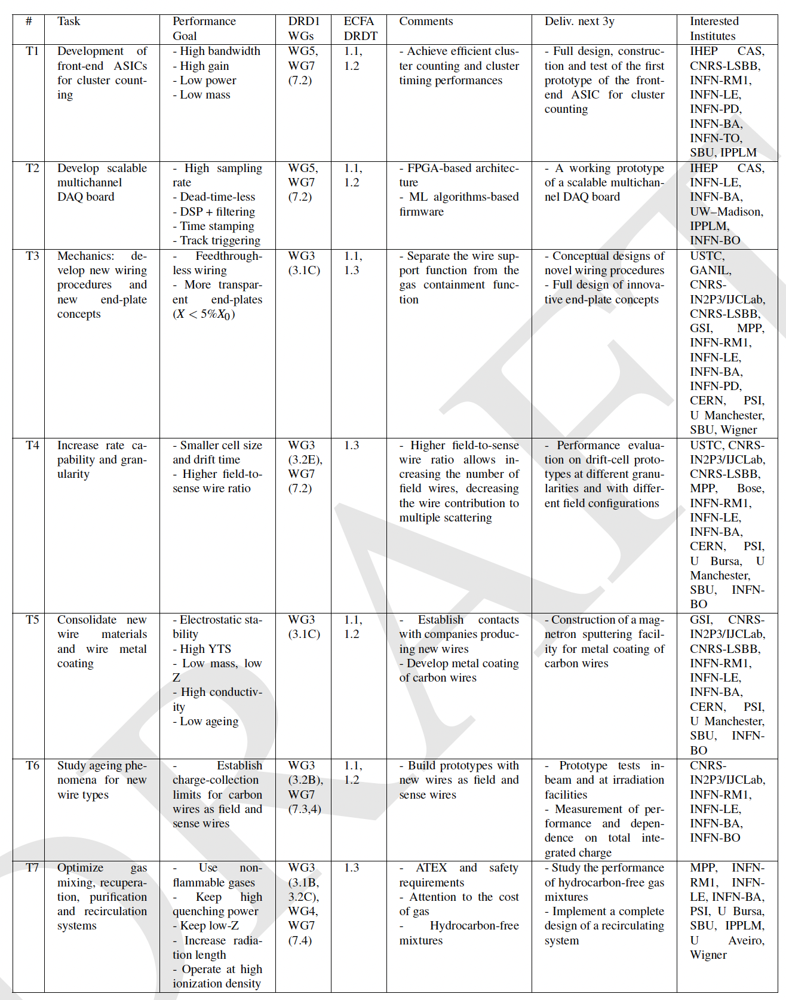 #
Task
Performance
Goal
DRD1
WGs
ECFA
DRDT
Comments
Deliv. next 3y
Interested
Institutes
T1
Development of
front-end ASICs
for cluster count-
ing
- High bandwidth
- High gain
- Low power
- Low mass
WG5,
WG7
(7.2)
1.1,
1.2
- Achieve efficient clus-
ter counting and cluster
timing performances
- Full design, construc-
tion and test of the first
prototype of the front-
end ASIC for cluster
counting
IHEP CAS,
CNRS-LSBB,
INFN-RM1,
INFN-LE,
INFN-PD,
INFN-BA,
INFN-TO,
SBU, IPPLM
T2
Develop scalable
multichannel
DAQ board
- High sampling
rate
- Dead-time-less
- DSP + filtering
- Time stamping
- Track triggering
WG5,
WG7
(7.2)
1.1,
1.2
- FPGA-based architec-
ture
- ML algorithms-based
firmware
- A working prototype
of a scalable multichan-
nel DAQ board
IHEP CAS,
INFN-LE,
INFN-BA,
UW–Madison,
IPPLM,
INFN-BO
T3
Mechanics: de-
velop new wiring
procedures and
new end-plate
concepts
- Feedthrough-
less wiring
- More transpar-
ent end-plates
(X < 5%X0)
WG3
(3.1C)
1.1,
1.3
- Separate the wire sup-
port function from the
gas containment func-
tion
- Conceptual designs of
novel wiring procedures
- Full design of innova-
tive end-plate concepts
USTC,
GANIL,
CNRS-
IN2P3/IJCLab,
CNRS-LSBB,
GSI, MPP,
INFN-RM1,
INFN-LE,
INFN-BA,
INFN-PD,
CERN, PSI,
U Manchester,
SBU, Wigner
T4
Increase rate ca-
pability and gran-
ularity
- Smaller cell size
and drift time
- Higher field-to-
sense wire ratio
WG3
(3.2E),
WG7
(7.2)
1.3
- Higher field-to-sense
wire ratio allows in-
creasing the number of
field wires, decreasing
the wire contribution to
multiple scattering
- Performance evalua-
tion on drift-cell proto-
types at different granu-
larities and with differ-
ent field configurations
USTC, CNRS-
IN2P3/IJCLab,
CNRS-LSBB,
MPP, Bose,
INFN-RM1,
INFN-LE,
INFN-BA,
CERN, PSI,
U Bursa, U
Manchester,
SBU, INFN-
BO
T5
Consolidate new
wire materials
and wire metal
coating
- Electrostatic sta-
bility
- High YTS
- Low mass, low
Z
- High conductiv-
ity
- Low ageing
WG3
(3.1C)
1.1,
1.2
- Establish contacts
with companies produc-
ing new wires
- Develop metal coating
of carbon wires
- Construction of a mag-
netron sputtering facil-
ity for metal coating of
carbon wires
GSI, CNRS-
IN2P3/IJCLab,
CNRS-LSBB,
INFN-RM1,
INFN-LE,
INFN-BA,
CERN, PSI,
U Manchester,
SBU, INFN-
BO
T6
Study ageing phe-
nomena for new
wire types
- Establish
charge-collection
limits for carbon
wires as field and
sense wires
WG3
(3.2B),
WG7
(7.3,4)
1.1,
1.2
- Build prototypes with
new wires as field and
sense wires
- Prototype tests in-
beam and at irradiation
facilities
- Measurement of per-
formance and depen-
dence on total inte-
grated charge
CNRS-
IN2P3/IJCLab,
INFN-RM1,
INFN-LE,
INFN-BA,
INFN-BO
T7
Optimize gas
mixing, recupera-
tion, purification
and recirculation
systems
- Use non-
flammable gases
- Keep high
quenching power
- Keep low-Z
- Increase radia-
tion length
- Operate at high
ionization density
WG3
(3.1B,
3.2C),
WG4,
WG7
(7.4)
1.3
- ATEX and safety
requirements
- Attention to the cost
of gas
- Hydrocarbon-free
mixtures
- Study the performance
of hydrocarbon-free gas
mixtures
- Implement a complete
design of a recirculating
system
MPP, INFN-
RM1, INFN-
LE, INFN-BA,
PSI, U Bursa,
SBU, IPPLM,
U Aveiro,
Wigner
DRAFT